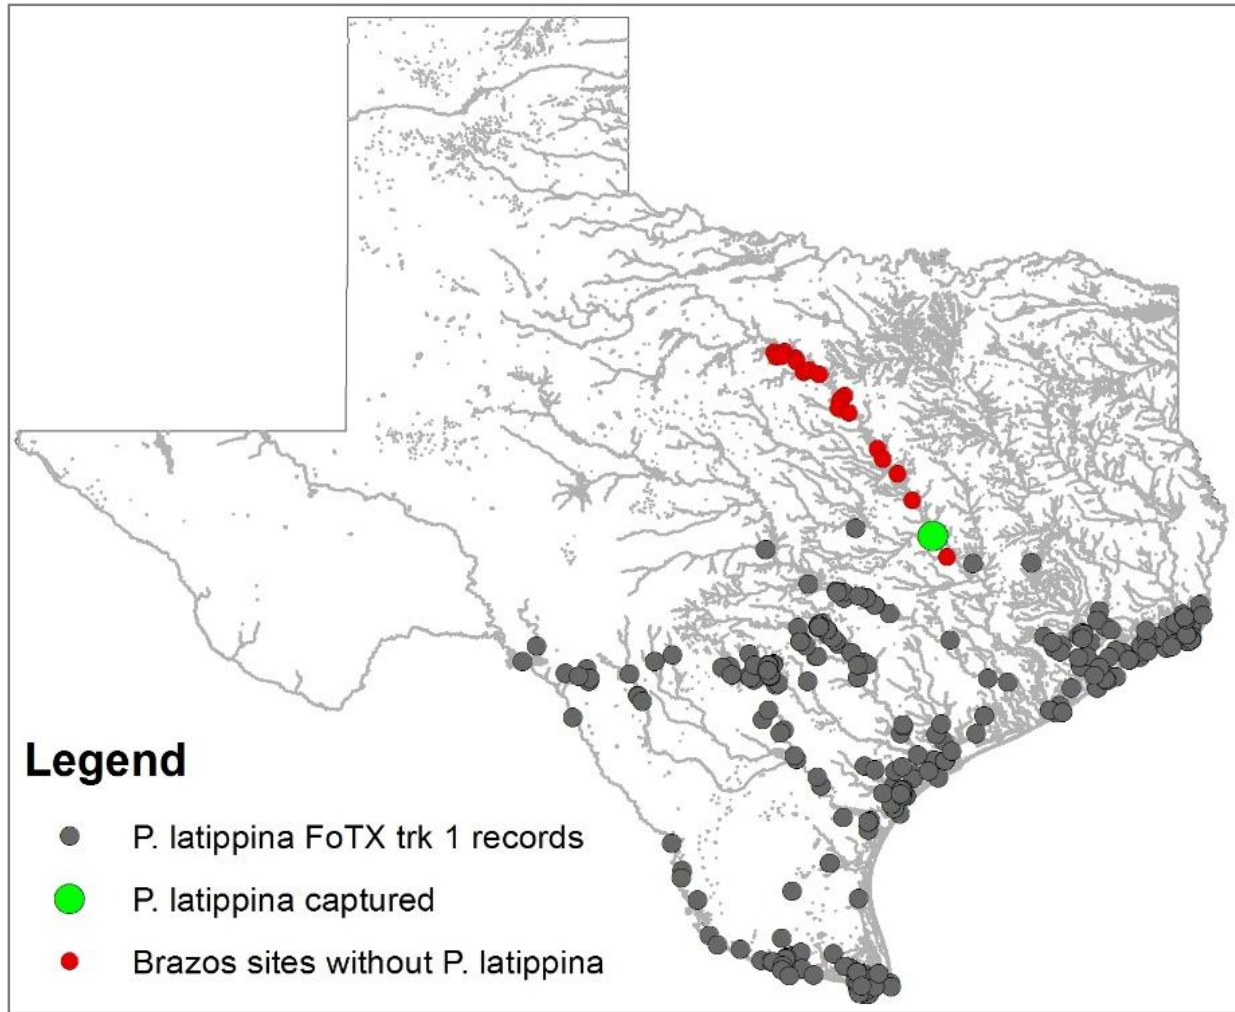 Legend
P. latippina FoTX trk 1 records
P. latippina captured
Brazos sites without P. latippina